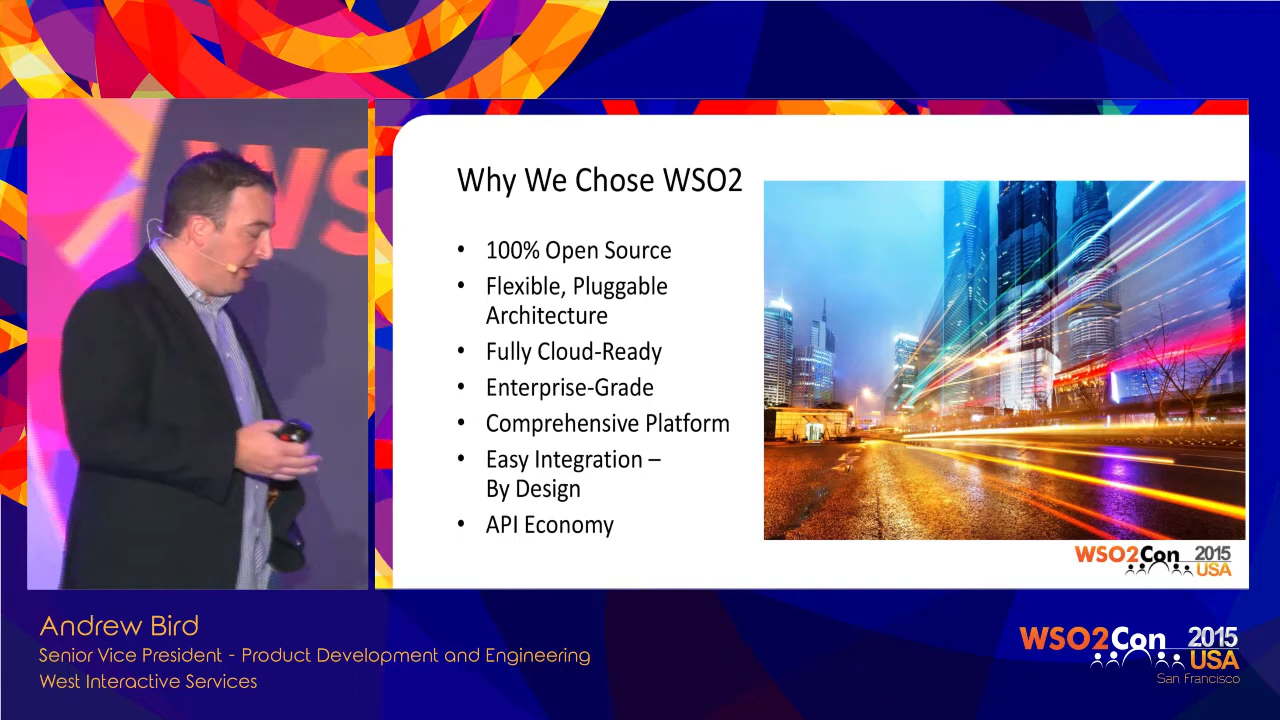 WS
Why We Chose WSO2
• 100% Open Source
• Flexible, Pluggable
Architecture
• Fully Cloud-Ready
• Enterprise-Grade
• Comprehensive Platform
• Easy Integration –
By Design
• API Economy
WSO2Con 2015
USA
Andrew Bird
Senior Vice President - Product Development and Engineering
West Interactive Services
WSO2Con 2015
USA
San Francisco